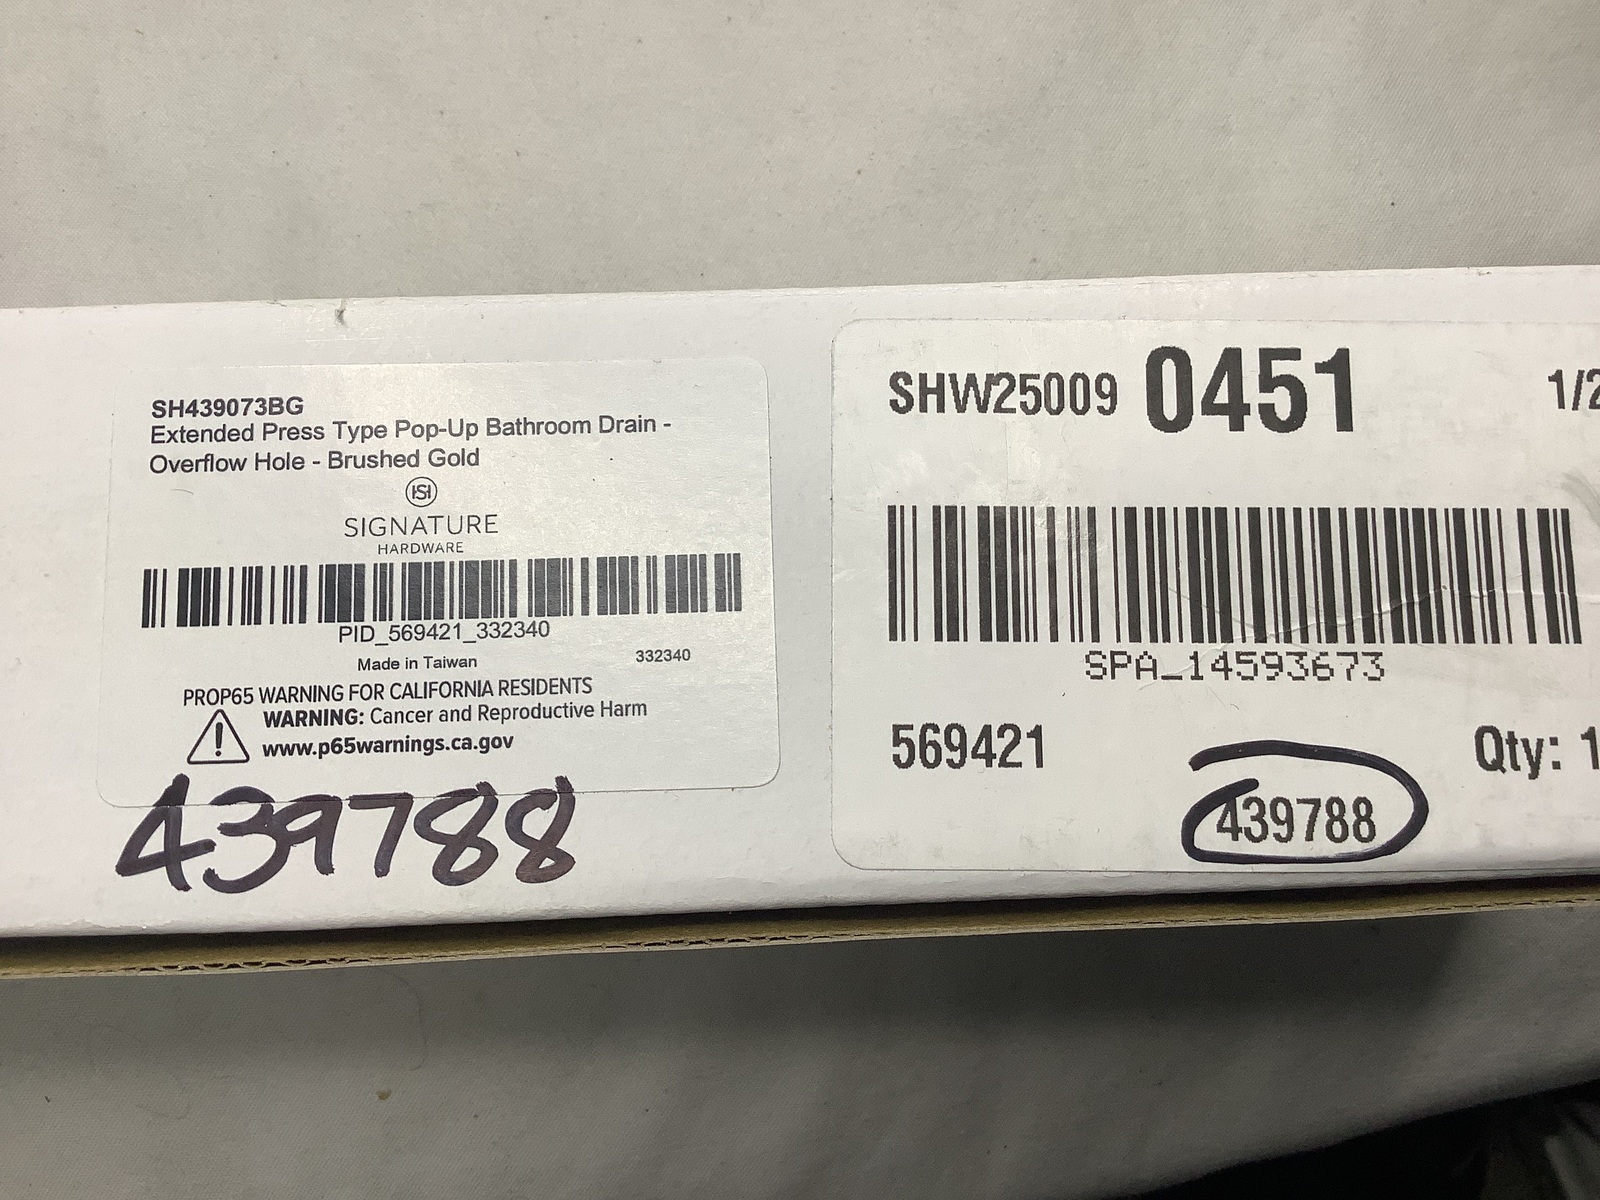 SH439073BG
Extended Press Type Pop-Up Bathroom Drain -
Overflow Hole - Brushed Gold
SIGNATURE
HARDWARE
PID_569421_332340
Made in Taiwan
332340
PROP65 WARNING FOR CALIFORNIA RESIDENTS
WARNING: Cancer and Reproductive Harm
www.p65warnings.ca.gov
439788
SHW25009 0451 1/2
SPA_14593673
569421
Qty: 1
439788